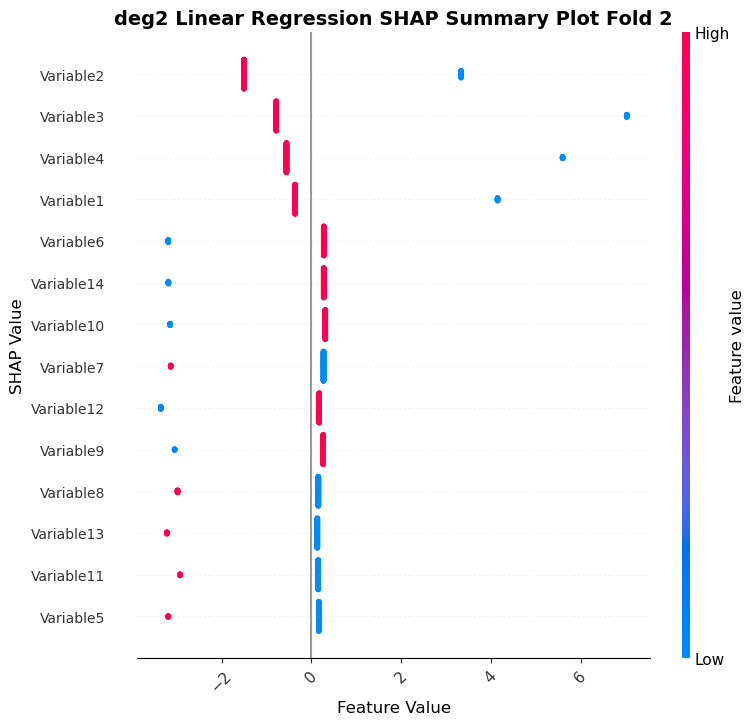 deg2 Linear Regression SHAP Summary Plot Fold 2
High
Variable2
Variable3
Variable4
Variable1
Variable6
Variable14
Variable10
Variable7
Variable12
Variable9
Variable8
Variable13
Variable11
Variable5
SHAP Value
Feature value
Low
−2
0
2
4
6
Feature Value